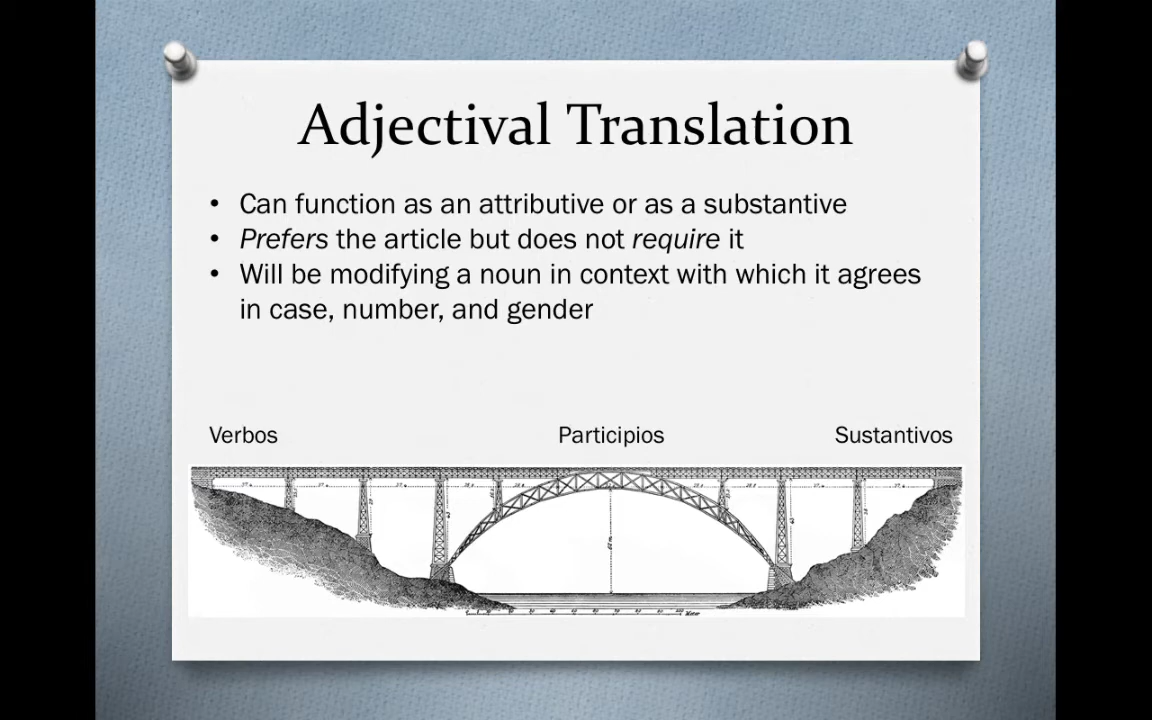 Adjectival Translation
• Can function as an attributive or as a substantive
• Prefers the article but does not require it
• Will be modifying a noun in context with which it agrees
in case, number, and gender
Verbos Participios Sustantivos